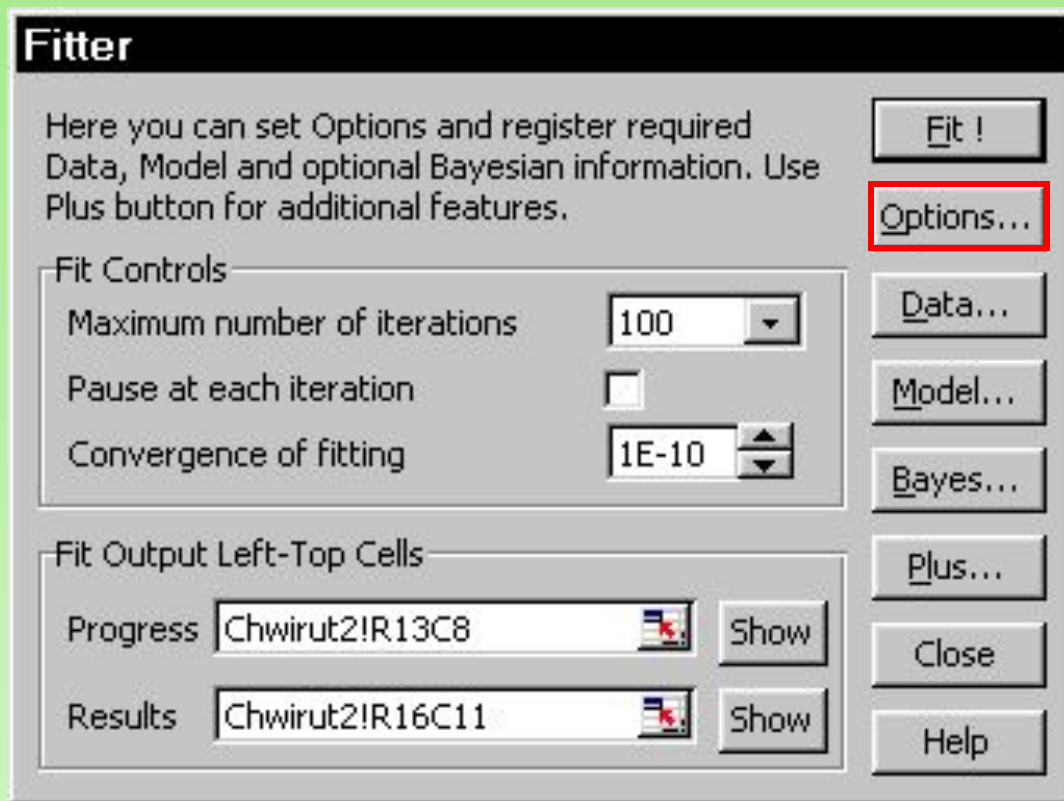 Fitter
Here you can set Options and register required
Data, Model and optional Bayesian information. Use
Plus button for additional features.
Fit !
Options...
Data...
Model...
Bayes...
Plus...
Close
Help
Fit Controls
Maximum number of iterations 100
Pause at each iteration
Convergence of fitting 1E-10
Fit Output Left-Top Cells
Progress Chwirut2!R13C8 Show
Results Chwirut2!R16C11 Show